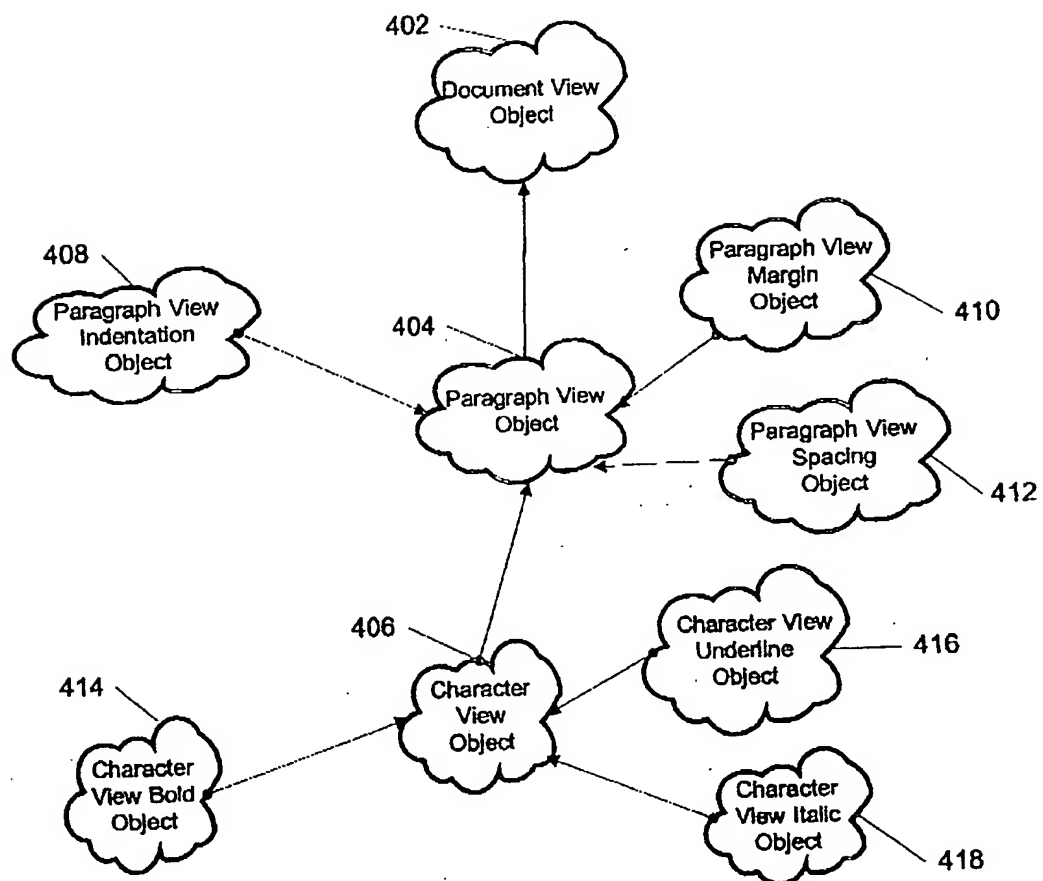 402
Document View
Object
408
Paragraph View
Indentation
Object
404
Paragraph View
Object
Paragraph View
Margin
Object
410
Paragraph View
Spacing
Object
412
406
Character
View
Object
Character View
Underline
Object
416
414
Character
View Bold
Object
Character
View Italic
Object
418